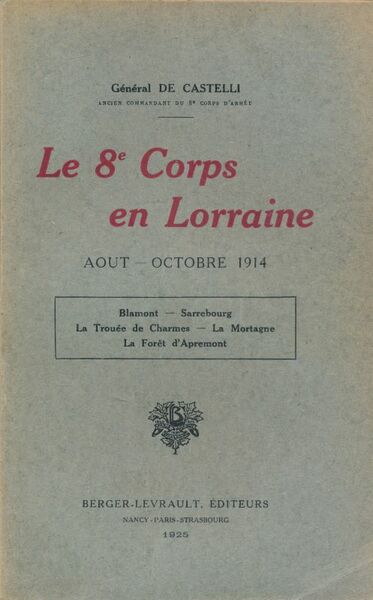 Général DE CASTELLI
ANCIEN COMMANDANT DU 8e CORPS D'ARMÉE
Le 8e Corps
en Lorraine
AOUT — OCTOBRE 1914
Blamont — Sarrebourg
La Trouée de Charmes — La Mortagne
La Forêt d'Apremont
BERGER-LEVRAULT, ÉDITEURS
NANCY-PARIS-STRASBOURG
1925